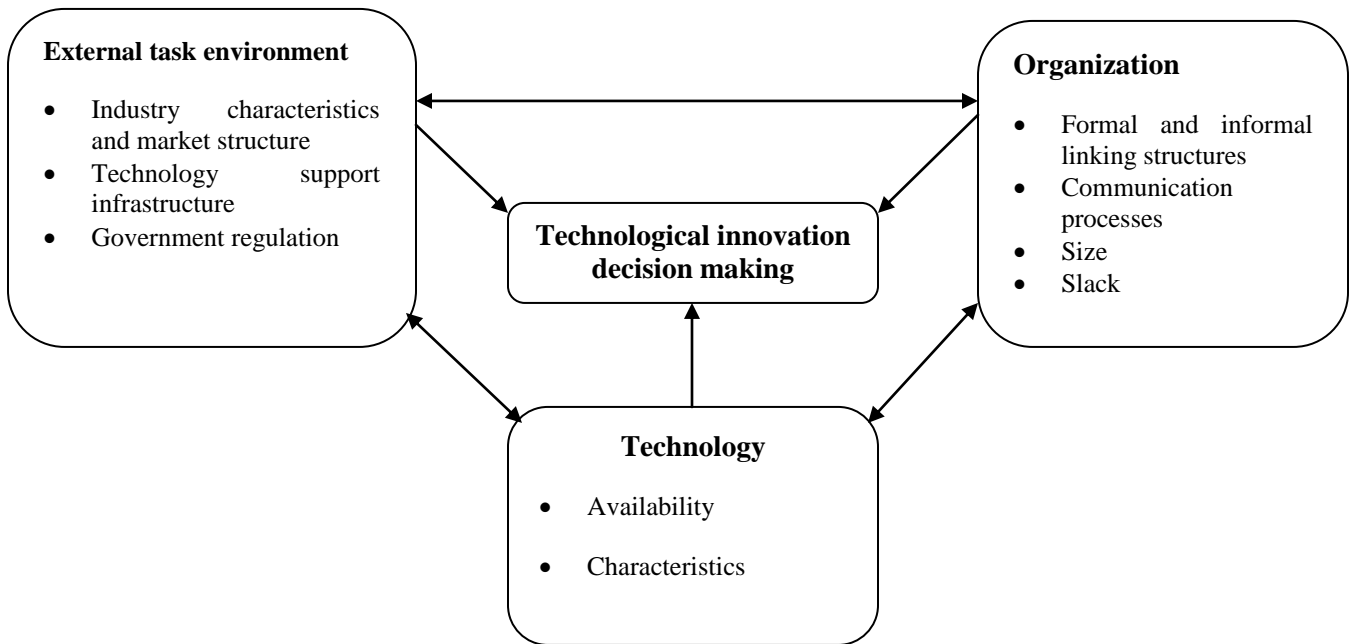 External task environment
• Industry characteristics
and market structure
• Technology support
infrastructure
• Government regulation
Organization
• Formal and informal
linking structures
• Communication
processes
• Size
• Slack
Technological innovation
decision making
Technology
• Availability
• Characteristics